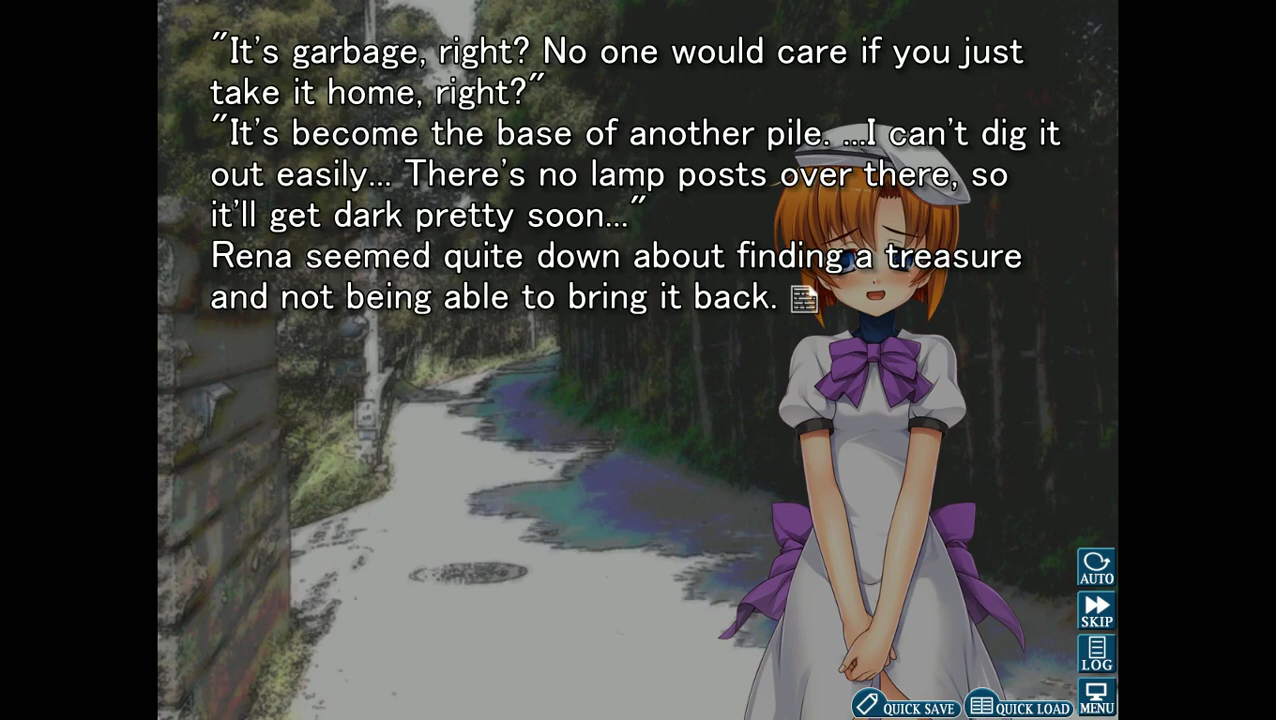 "It's garbage, right? No one would care if you just
take it home, right?"
"It's become the base of another pile. ...I can't dig it
out easily... There's no lamp posts over there, so
it'll get dark pretty soon..."
Rena seemed quite down about finding a treasure
and not being able to bring it back.
AUTO
SKIP
LOG
MENU
QUICK SAVE
QUICK LOAD